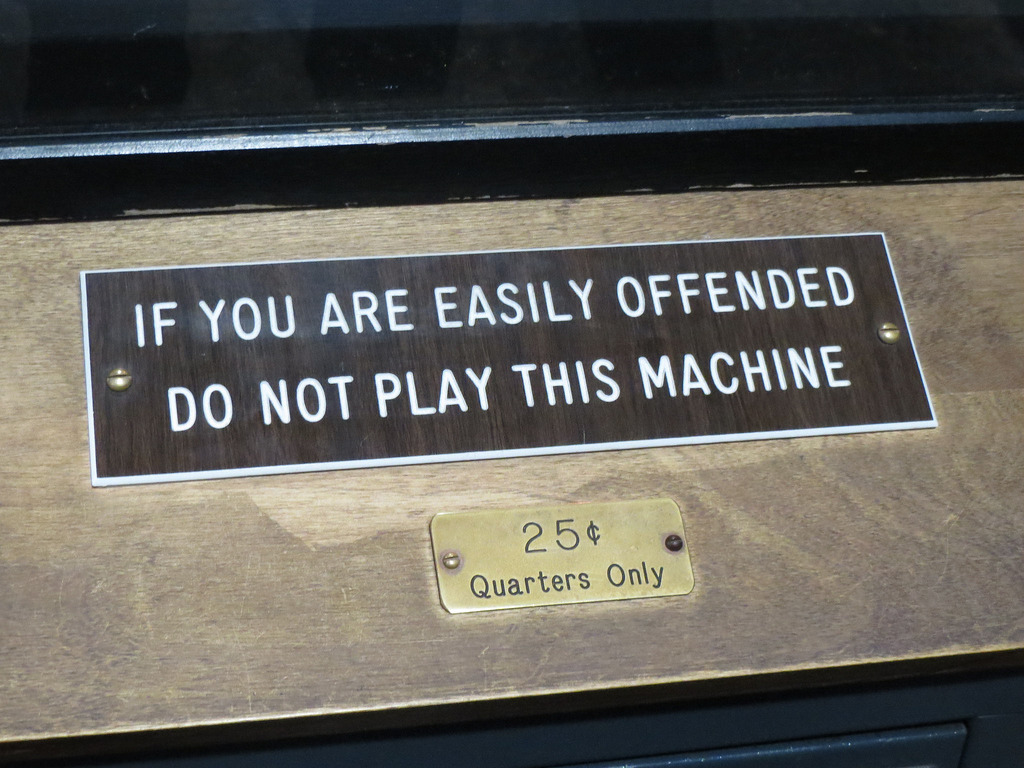 IF YOU ARE EASILY OFFENDED
DO NOT PLAY THIS MACHINE
25¢
Quarters Only